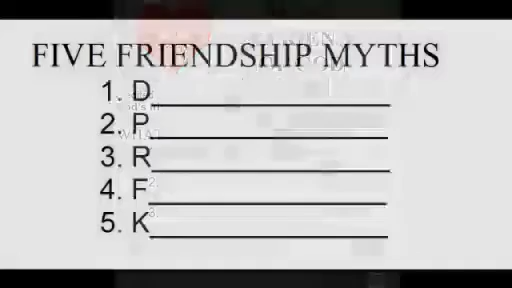 FIVE FRIENDSHIP MYTHS
1. D
2. P
3. R
4. F
5. K